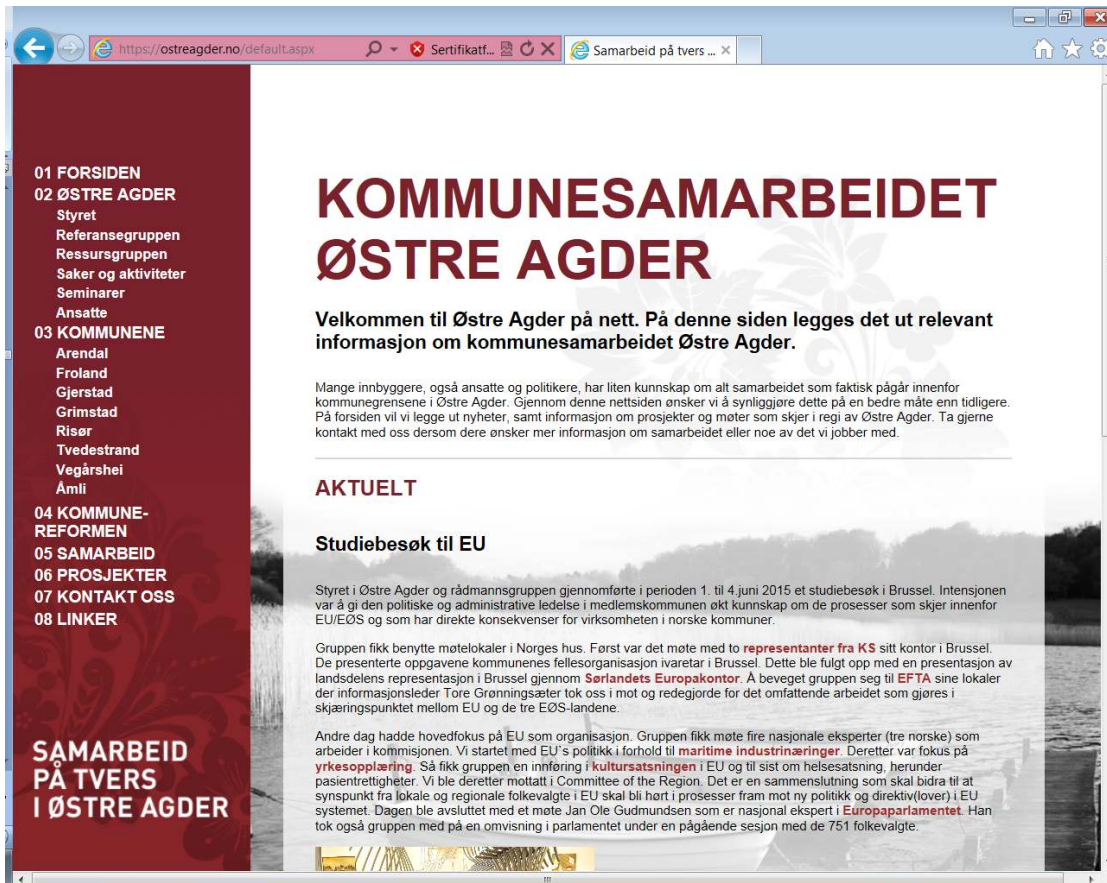 https://ostreagder.no/default.aspx
Sertifikatf...
Samarbeid på tvers ...
01 FORSIDEN
02 ØSTRE AGDER
Styret
Referansegruppen
Ressursgruppen
Saker og aktiviteter
Seminarer
Ansatte
03 KOMMUNENE
Arendal
Froland
Gjerstad
Grimstad
Risør
Tvedestrand
Vegårshei
Åmli
04 KOMMUNE-
REFORMEN
05 SAMARBEID
06 PROSJEKTER
07 KONTAKT OSS
08 LINKER
SAMARBEID
PÅ TVERS
I ØSTRE AGDER
KOMMUNESAMARBEIDET
ØSTRE AGDER
Velkommen til Østre Agder på nett. På denne siden legges det ut relevant
informasjon om kommunesamarbeidet Østre Agder.
Mange innbyggere, også ansatte og politikere, har liten kunnskap om alt samarbeidet som faktisk pågår innenfor
kommunegrensene i Østre Agder. Gjennom denne nettsiden ønsker vi å synliggjøre dette på en bedre måte enn tidligere.
På forsiden vil vi legge ut nyheter, samt informasjon om prosjekter og møter som skjer i regi av Østre Agder. Ta gjerne
kontakt med oss dersom dere ønsker mer informasjon om samarbeidet eller noe av det vi jobber med.
AKTUELT
Studiebesøk til EU
Styret i Østre Agder og rådmannsgruppen gjennomførte i perioden 1. til 4.juni 2015 et studiebesøk i Brussel. Intensjonen
var å gi den politiske og administrative ledelse i medlemskommunen økt kunnskap om de prosesser som skjer innenfor
EU/EØS og som har direkte konsekvenser for virksomheten i norske kommuner.
Gruppen fikk benytte møtelokaler i Norges hus. Først var det møte med to representanter fra KS sitt kontor i Brussel.
De presenterte oppgavene kommunenes fellesorganisasjon ivaretar i Brussel. Dette ble fulgt opp med en presentasjon av
landsdelens representasjon i Brussel gjennom Sørlandets Europakontor. Å beveget gruppen seg til EFTA sine lokaler
der informasjonsleder Tore Grønningsæter tok oss i mot og redegjorde for det omfattende arbeidet som gjøres i
skjæringspunktet mellom EU og de tre EØS-landene.
Andre dag hadde hovedfokus på EU som organisasjon. Gruppen fikk møte fire nasjonale eksperter (tre norske) som
arbeider i kommisjonen. Vi startet med EU`s politikk i forhold til maritime industrinæringer. Deretter var fokus på
yrkesopplæring. Så fikk gruppen en innføring i kultursatsningen i EU og til sist om helsesatsning, herunder
pasientrettigheter. Vi ble deretter mottatt i Committee of the Region. Det er en sammenslutning som skal bidra til at
synspunkt fra lokale og regionale folkevalgte i EU skal bli hørt i prosesser fram mot ny politikk og direktiv(lover) i EU
systemet. Dagen ble avsluttet med et møte Jan Ole Gudmundsen som er nasjonal ekspert i Europaparlamentet. Han
tok også gruppen med på en omvisning i parlamentet under en pågående sesjon med de 751 folkevalgte.